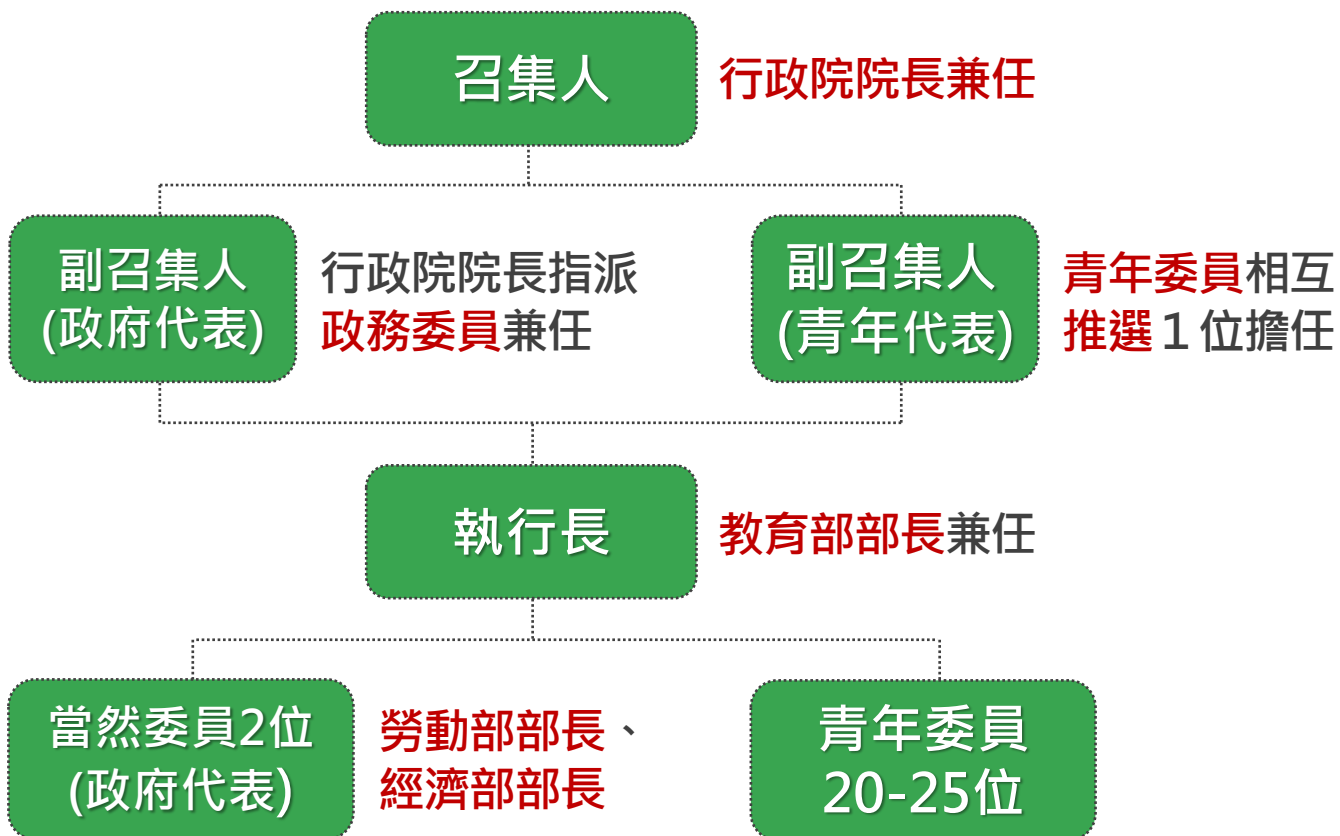 召集人
行政院院長兼任
副召集人
(政府代表)
行政院院長指派
政務委員兼任
副召集人
(青年代表)
青年委員相互
推選１位擔任
執行長
教育部部長兼任
當然委員2位
(政府代表)
勞動部部長、
經濟部部長
青年委員
20-25位